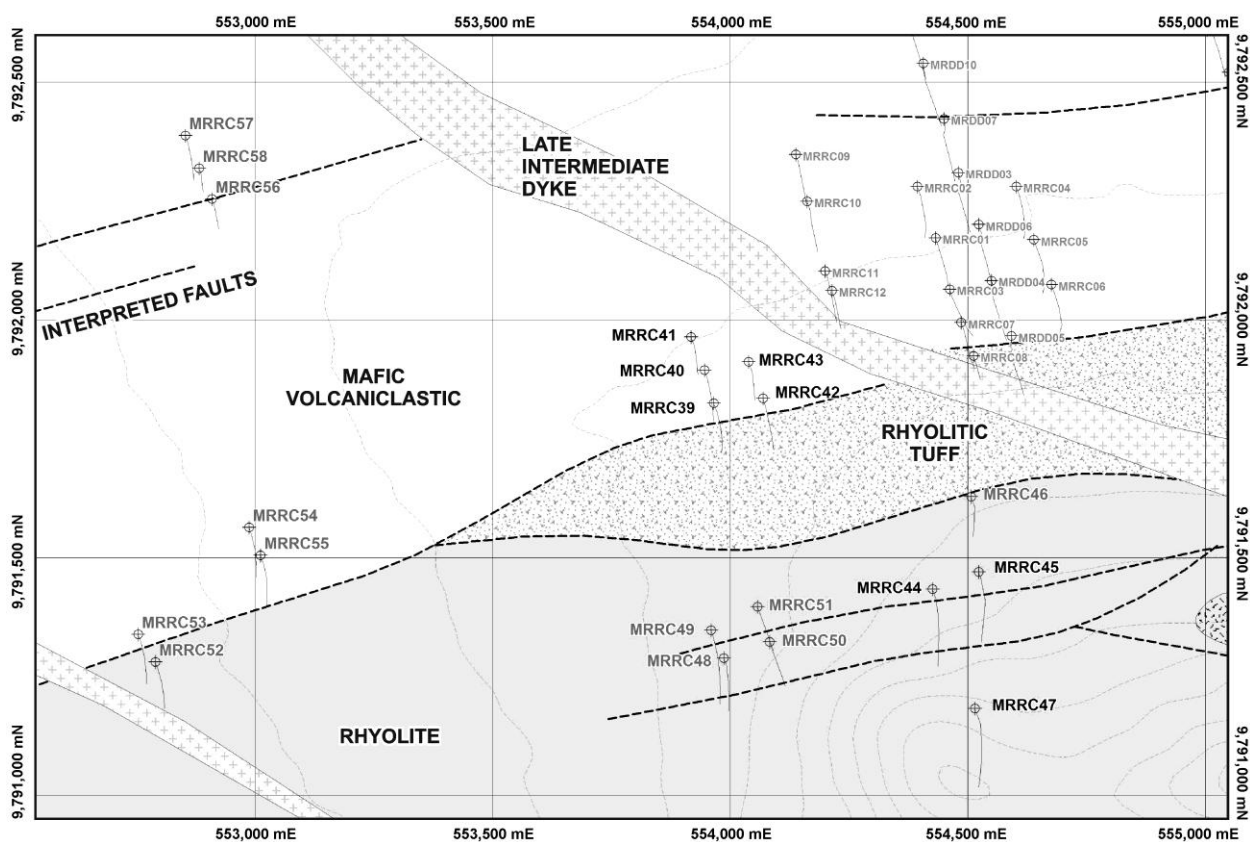 553,000 mE
553,500 mE
554,000 mE
554,500 mE
555,000 mE
9,792,500 mN
9,792,500 mN
MRDD10
MRDD07
MRRC57
MRRC58
MRRC56
LATE
INTERMEDIATE
DYKE
MRRC09
MRRC10
MRRC02
MRDD03
MRRC04
MRDD06
MRRC01
MRRC05
MRRC11
MRRC12
MRDD04
MRRC03
MRRC06
INTERPRETED FAULTS
9,792,000 mN
9,792,000 mN
MRRC07
MRDD05
MRRC08
MRRC41
MRRC40
MRRC43
MRRC39
MRRC42
MAFIC
VOLCANICLASTIC
RHYOLITIC
TUFF
MRRC46
MRRC54
MRRC55
9,791,500 mN
9,791,500 mN
MRRC45
MRRC44
MRRC51
MRRC49
MRRC50
MRRC48
MRRC53
MRRC52
MRRC47
RHYOLITE
9,791,000 mN
9,791,000 mN
553,000 mE
553,500 mE
554,000 mE
554,500 mE
555,000 mE